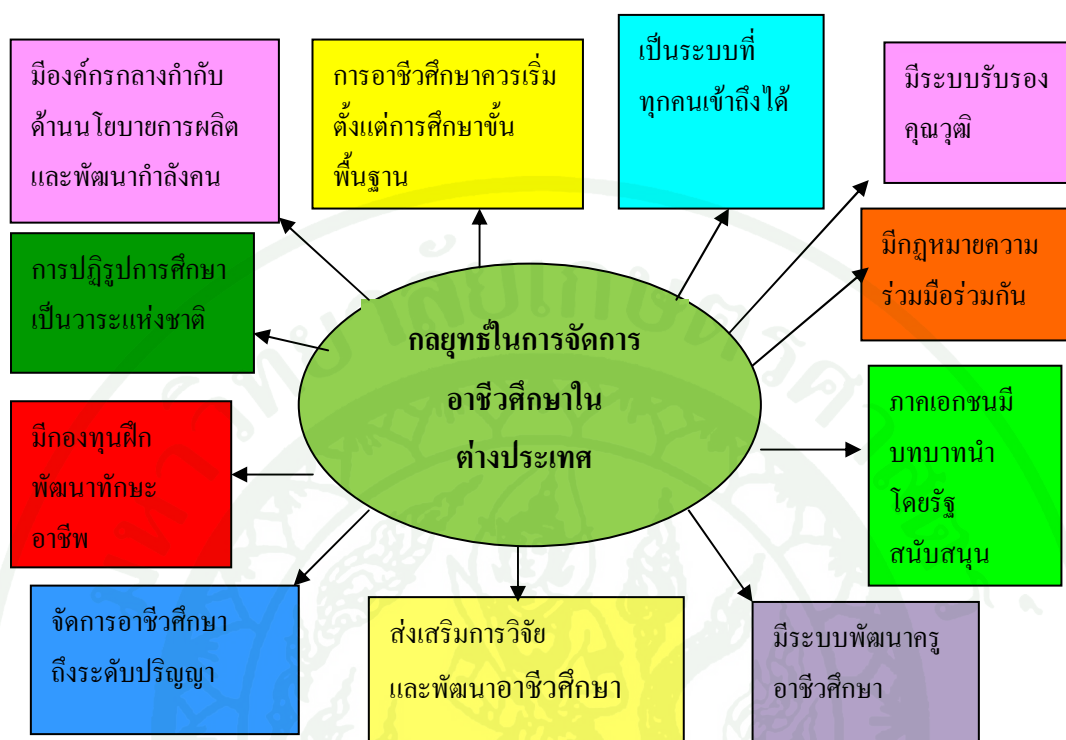 มีองค์กรกลางกำกับ
ด้านนโยบายการผลิต
และพัฒนากำลังคน
การอาชีวศึกษาควรเริ่ม
ตั้งแต่การศึกษาขั้น
พื้นฐาน
เป็นระบบที่
ทุกคนเข้าถึงได้
มีระบบรับรอง
คุณวุฒิ
การปฏิรูปการศึกษา
เป็นวาระแห่งชาติ
กลยุทธ์ในการจัดการ
อาชีวศึกษาใน
ต่างประเทศ
มีกฎหมายความ
ร่วมมือร่วมกัน
มีกองทุนฝึก
พัฒนาทักษะ
อาชีพ
ภาคเอกชนมี
บทบาทนำ
โดยรัฐ
สนับสนุน
จัดการอาชีวศึกษา
ถึงระดับปริญญา
ส่งเสริมการวิจัย
และพัฒนาอาชีวศึกษา
มีระบบพัฒนาครู
อาชีวศึกษา